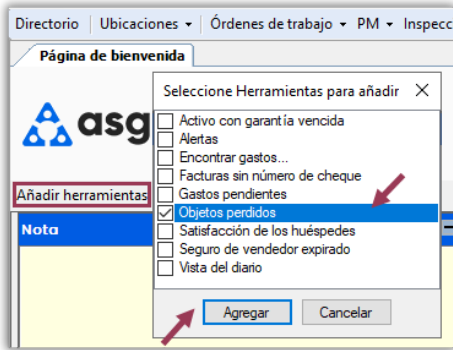 Directorio Ubicaciones Órdenes de trabajo PM
Página de bienvenida
Seleccione Herramientas para añadir
asg
Activo con garantía vencida
Alertas
Encontrar gastos...
Facturas sin número de cheque
Gastos pendientes
Añadir herramientas
Objetos perdidos
Satisfacción de los huéspedes
Nota
Seguro de vendedor expirado
Vista del diario
Agregar Cancelar